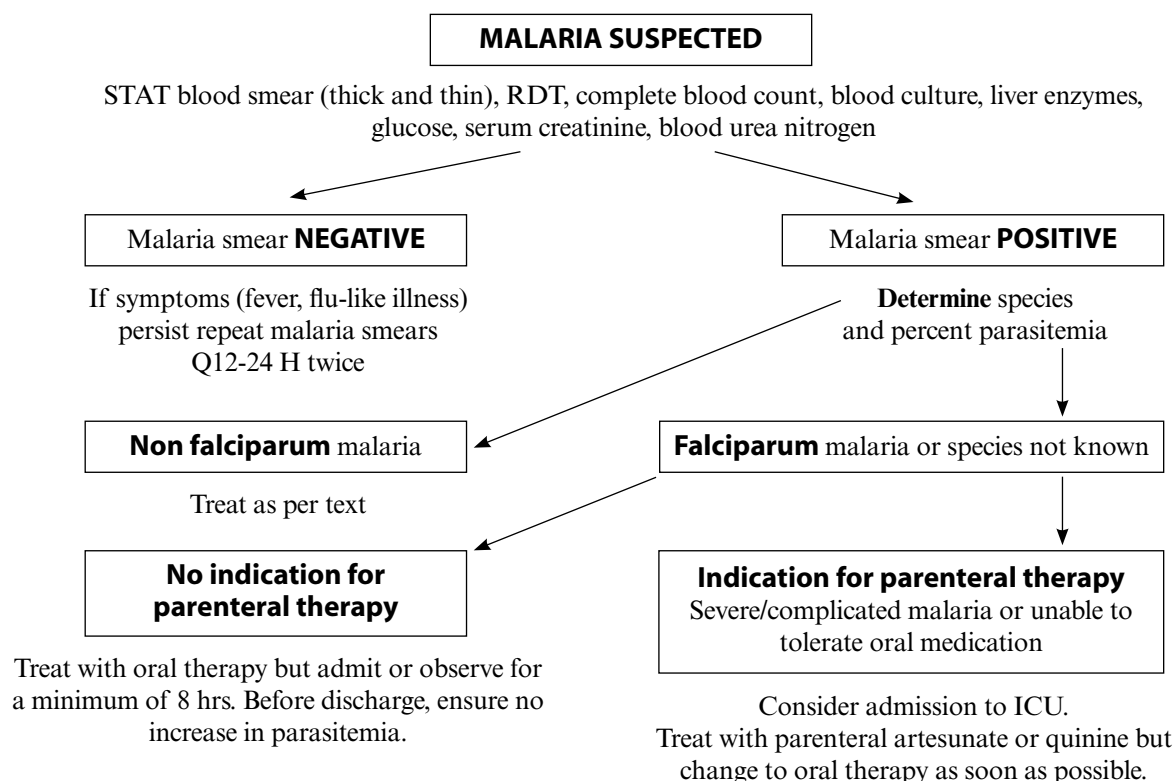 MALARIA SUSPECTED
STAT blood smear (thick and thin), RDT, complete blood count, blood culture, liver enzymes,
glucose, serum creatinine, blood urea nitrogen
Malaria smear NEGATIVE
If symptoms (fever, flu-like illness)
persist repeat malaria smears
Q12-24 H twice
Malaria smear POSITIVE
Determine species
and percent parasitemia
Non falciparum malaria
Treat as per text
Falciparum malaria or species not known
No indication for
parenteral therapy
Treat with oral therapy but admit or observe for
a minimum of 8 hrs. Before discharge, ensure no
increase in parasitemia.
Indication for parenteral therapy
Severe/complicated malaria or unable to
tolerate oral medication
Consider admission to ICU.
Treat with parenteral artesunate or quinine but
change to oral therapy as soon as possible.